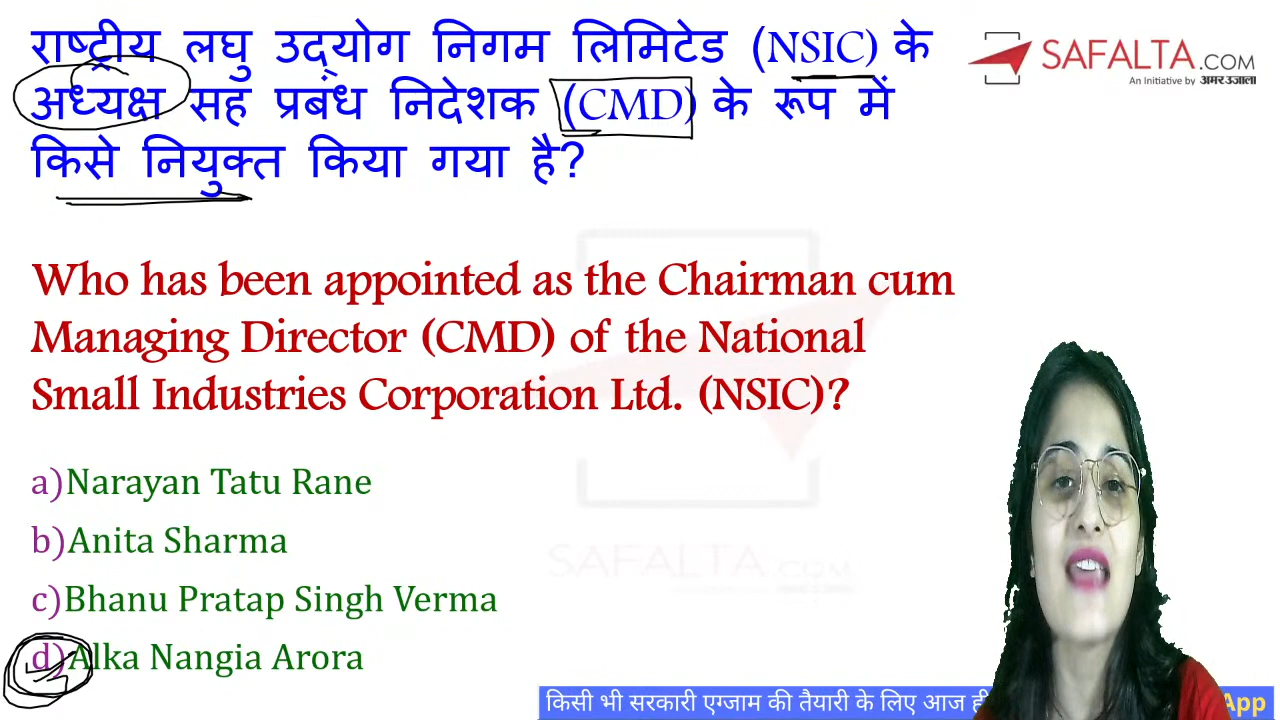 राष्ट्रीय लघु उद्योग निगम लिमिटेड (NSIC) के
अध्यक्ष सह प्रबंध निदेशक (CMD) के रूप में
किसे नियुक्त किया गया है?
SAFALTA.COM
An Initiative by अमर उजाला
Who has been appointed as the Chairman cum
Managing Director (CMD) of the National
Small Industries Corporation Ltd. (NSIC)?
a)Narayan Tatu Rane
b)Anita Sharma
c)Bhanu Pratap Singh Verma
d)Alka Nangia Arora
SAFALTA.COM
किसी भी सरकारी एग्जाम की तैयारी के लिए आज ही
App